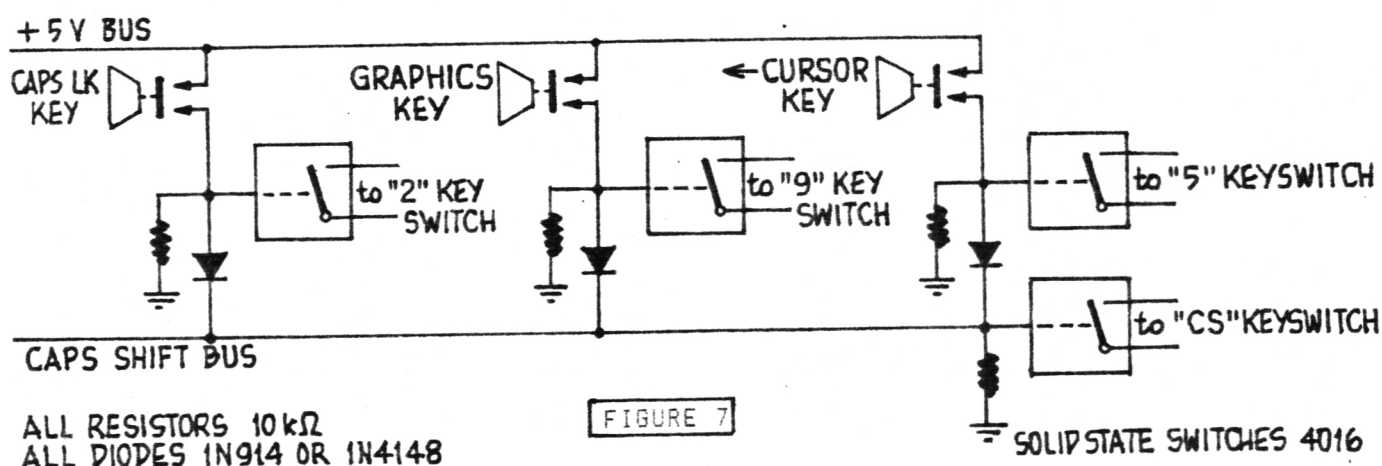 +5V BUS
CAPS LK
KEY
GRAPHICS
KEY
←CURSOR
KEY
to "2" KEY
SWITCH
to "9" KEY
SWITCH
to "5" KEYSWITCH
to "CS" KEYSWITCH
CAPS SHIFT BUS
ALL RESISTORS 10kΩ
ALL DIODES 1N914 OR 1N4148
FIGURE 7
SOLID STATE SWITCHES 4016